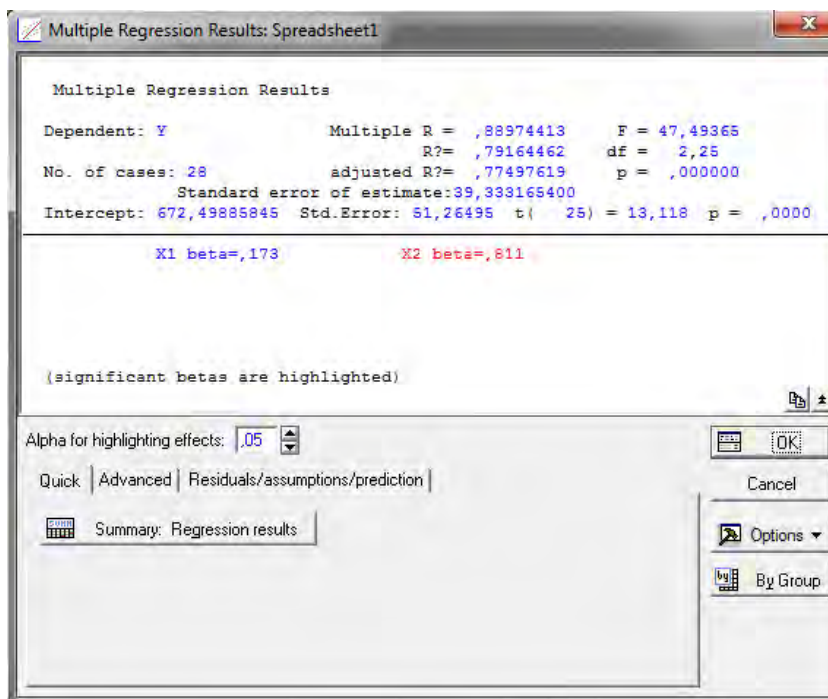 Multiple Regression Results: Spreadsheet1
Multiple Regression Results
Dependent: Y Multiple R = ,88974413 F = 47,49365
R?= ,79164462 df = 2,25
No. of cases: 28 adjusted R?= ,77497619 p = ,000000
Standard error of estimate:39,333165400
Intercept: 672,49885845 Std.Error: 51,26495 t( 25) = 13,118 p = ,0000
X1 beta=,173 X2 beta=,811
(significant betas are highlighted)
Alpha for highlighting effects: ,05
OK
Quick Advanced Residuals/assumptions/prediction
Cancel
Summary: Regression results
Options
By Group